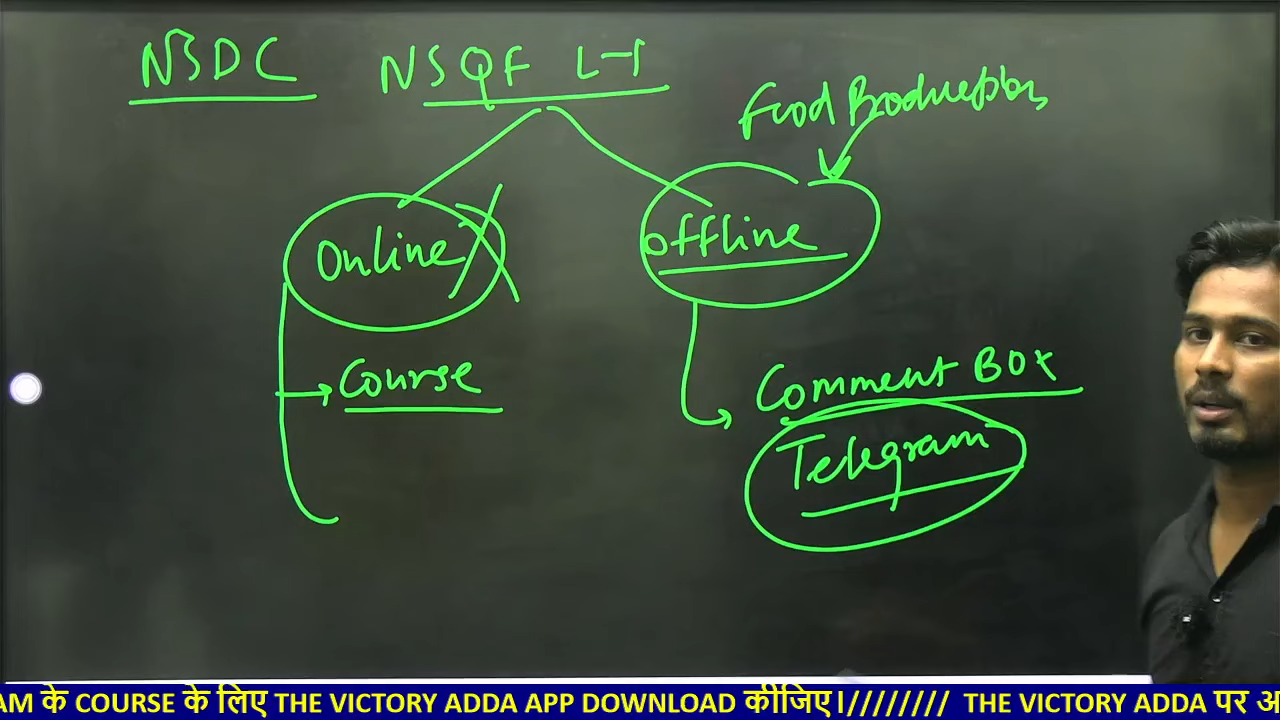 NSDC NSQF L-1
Food Production
Online
offline
Course
Comment Box
Telegram
AM के COURSE के लिए THE VICTORY ADDA APP DOWNLOAD कीजिए।//////// THE VICTORY ADDA पर अ